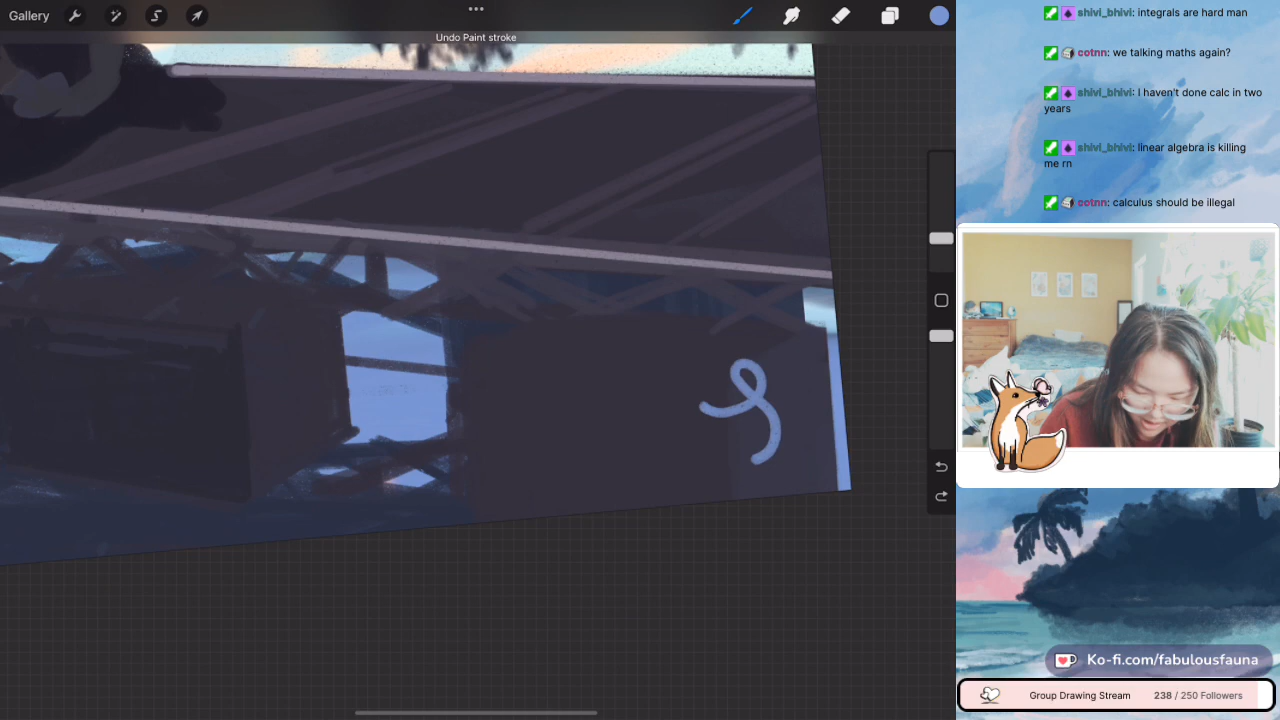 Gallery
Undo Paint stroke
shivi_bhivi: integrals are hard man
cotnn: we talking maths again?
shivi_bhivi: I haven't done calc in two
years
shivi_bhivi: linear algebra is killing
me rn
cotnn: calculus should be illegal
Ko-fi.com/fabulousfauna
Group Drawing Stream 238 / 250 Followers